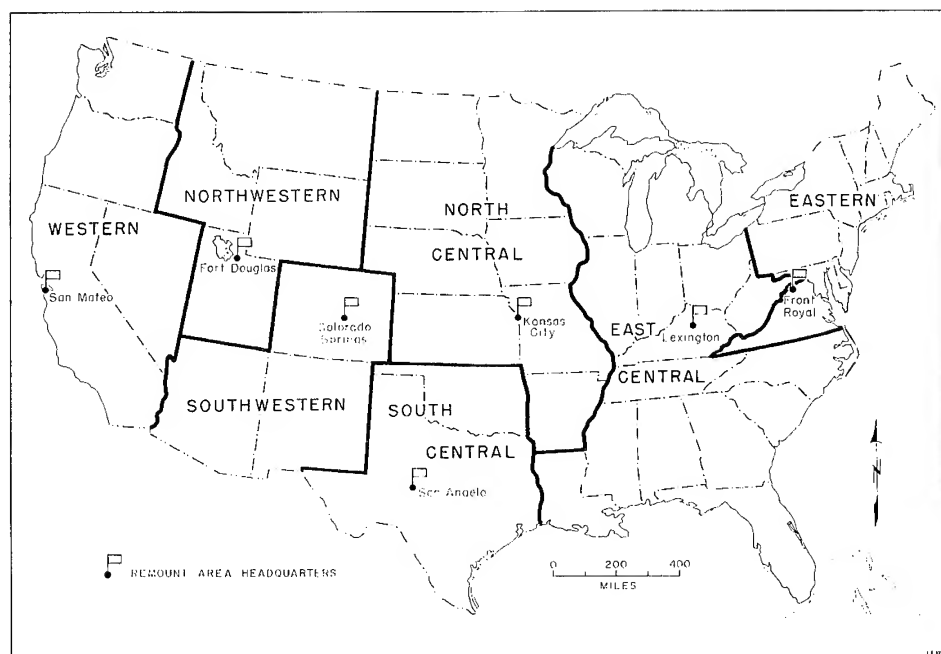 NORTHWESTERN
NORTH
EASTERN
WESTERN
CENTRAL
Fort Douglas
San Mateo
Colorado
Springs
Kansas
City
EAST
Lexington
Front
Royal
CENTRAL
SOUTHWESTERN
SOUTH
CENTRAL
San Angelo
REMOUNT AREA HEADQUARTERS
0 200 400
MILES